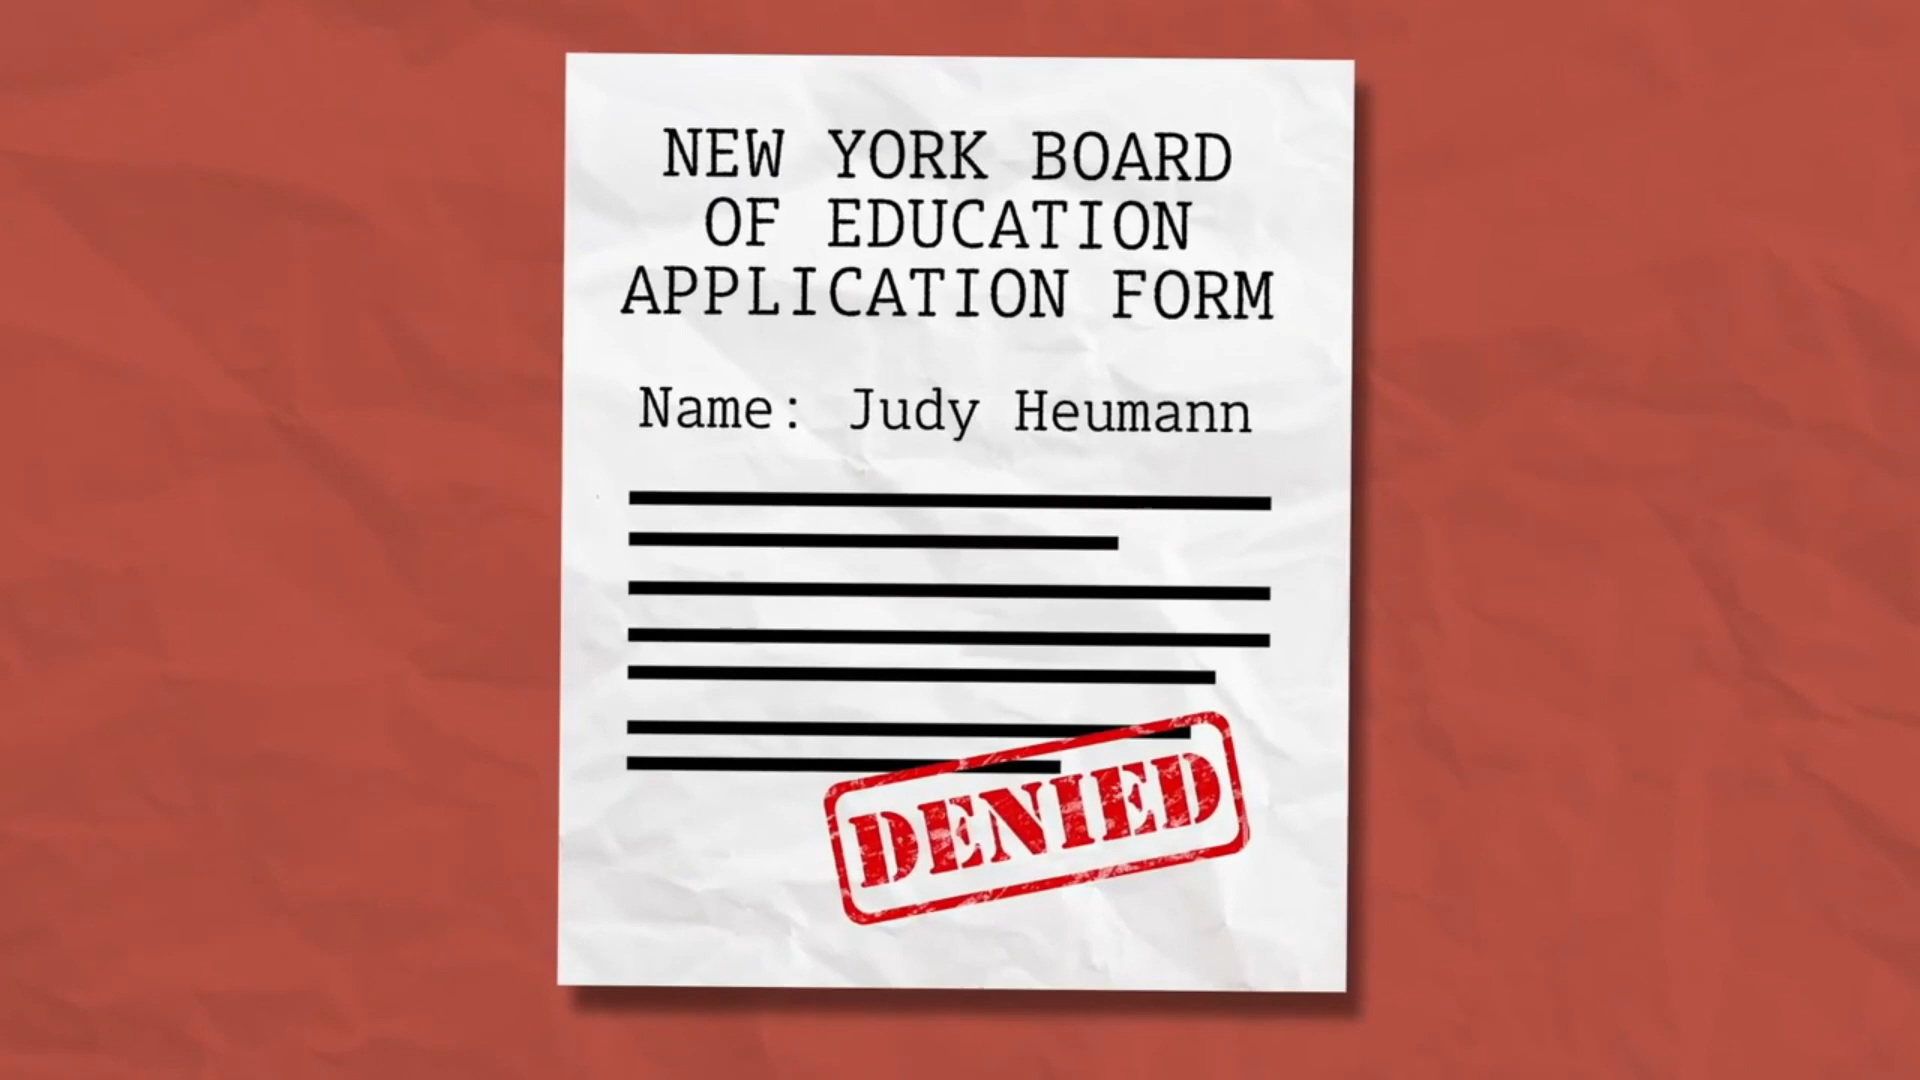 NEW YORK BOARD
OF EDUCATION
APPLICATION FORM
Name: Judy Heumann
DENIED